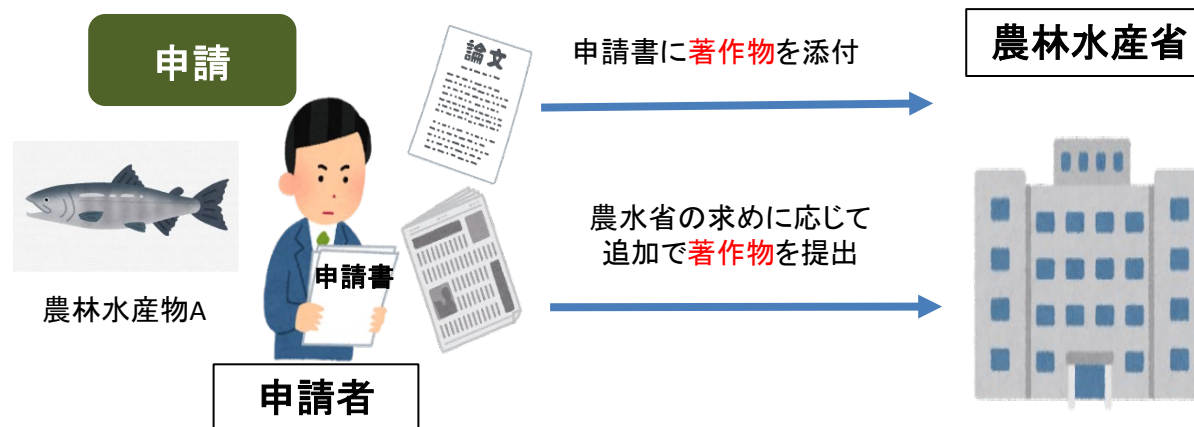 申請
論文
申請書に著作物を添付
農林水産省
農水省の求めに応じて
追加で著作物を提出
申請書
農林水産物A
申請者